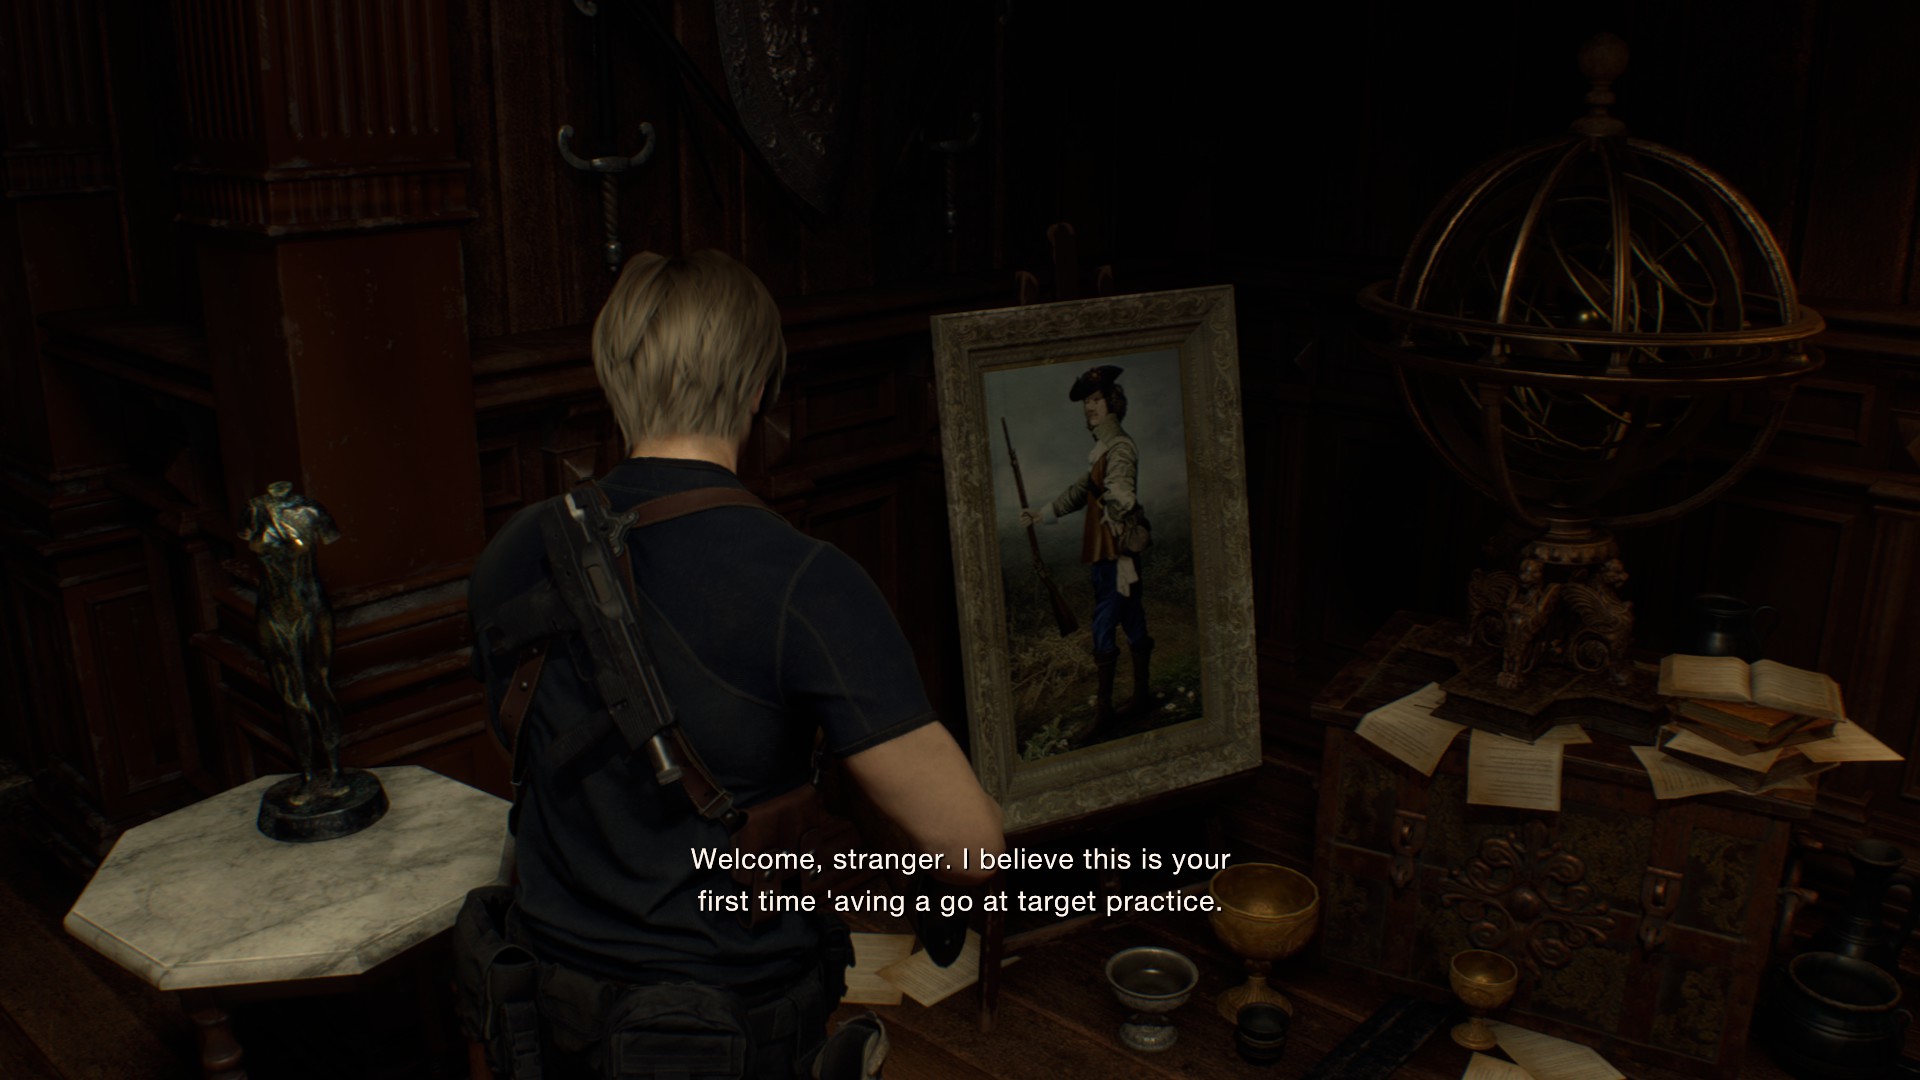 Welcome, stranger. I believe this is your
first time 'aving a go at target practice.